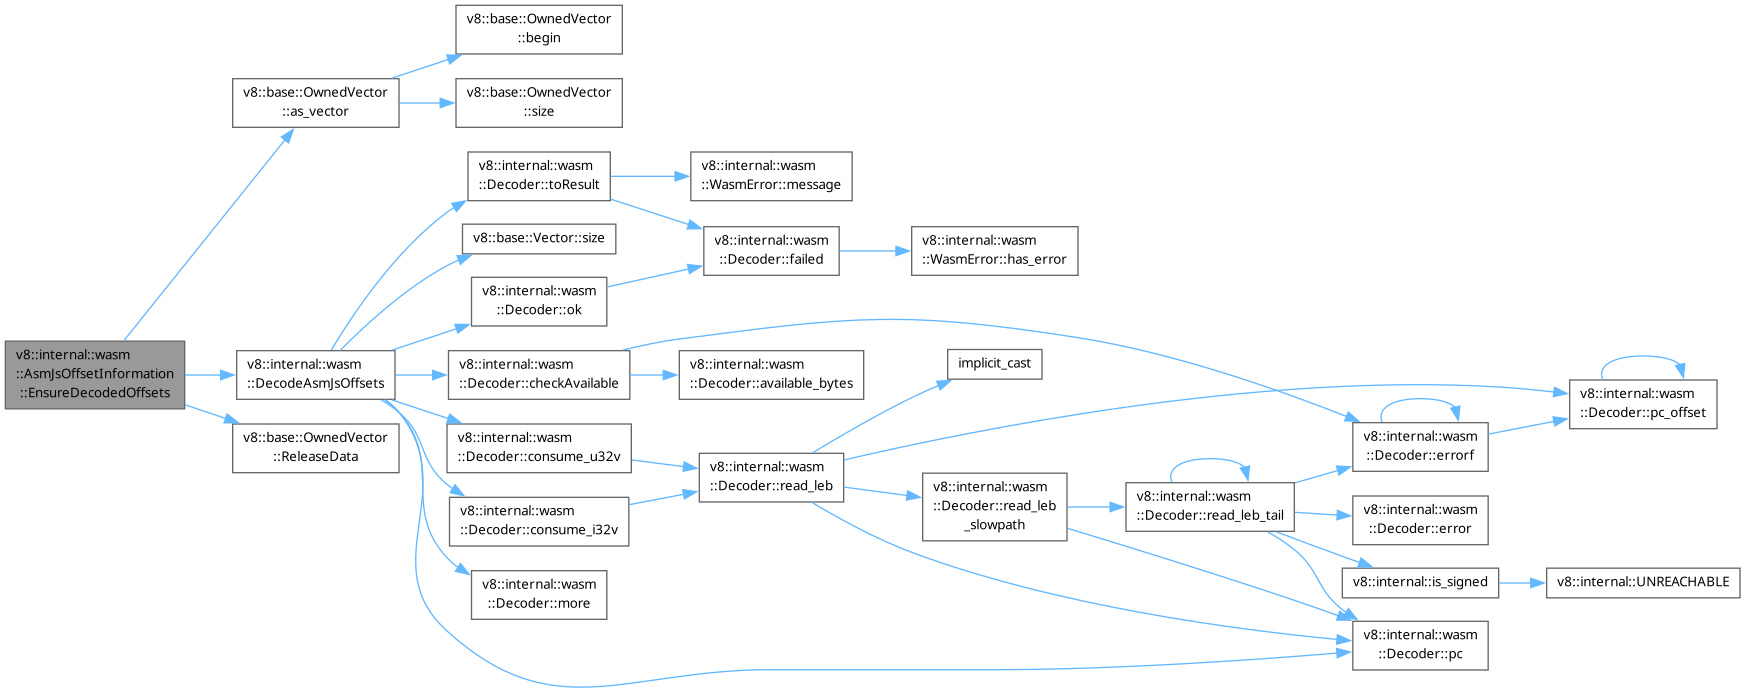 v8::base::OwnedVector
::begin
v8::base::OwnedVector
::as_vector
v8::base::OwnedVector
::size
v8::internal::wasm
::Decoder::toResult
v8::internal::wasm
::WasmError::message
v8::base::Vector::size
v8::internal::wasm
::Decoder::failed
v8::internal::wasm
::WasmError::has_error
v8::internal::wasm
::Decoder::ok
v8::internal::wasm
::AsmJsOffsetInformation
::EnsureDecodedOffsets
v8::internal::wasm
::DecodeAsmJsOffsets
v8::internal::wasm
::Decoder::checkAvailable
v8::internal::wasm
::Decoder::available_bytes
implicit_cast
v8::internal::wasm
::Decoder::pc_offset
v8::base::OwnedVector
::ReleaseData
v8::internal::wasm
::Decoder::consume_u32v
v8::internal::wasm
::Decoder::errorf
v8::internal::wasm
::Decoder::read_leb
v8::internal::wasm
::Decoder::consume_i32v
v8::internal::wasm
::Decoder::read_leb
_slowpath
v8::internal::wasm
::Decoder::read_leb_tail
v8::internal::wasm
::Decoder::error
v8::internal::wasm
::Decoder::more
v8::internal::is_signed
v8::internal::UNREACHABLE
v8::internal::wasm
::Decoder::pc